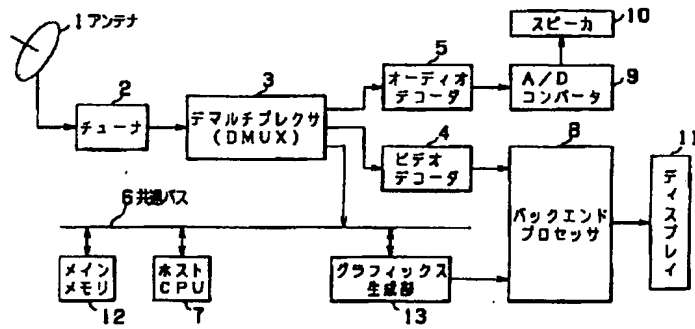 1 アンテナ
2
チューナ
3
デマルチプレクサ
(DMUX)
5
オーディオ
デコーダ
4
ビデオ
デコーダ
10
スピーカ
A/D
コンバータ
9
8
バックエンド
プロセッサ
11
ディスプレイ
6 共通バス
メイン
メモリ
12
ホスト
CPU
7
グラフィックス
生成部
13